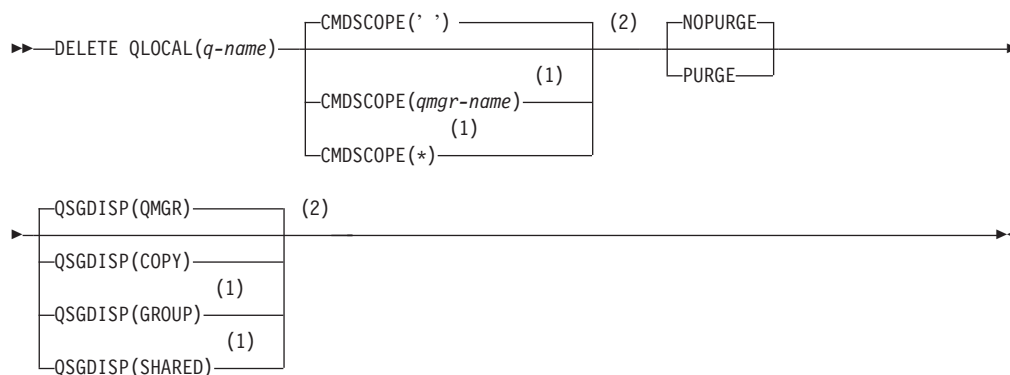 CMDSCOPE(' ') (2) NOPURGE
DELETE QLOCAL(q-name)
PURGE
(1)
CMDSCOPE(qmgr-name)
(1)
CMDSCOPE(*)
QSGDISP(QMGR) (2)
QSGDISP(COPY)
(1)
QSGDISP(GROUP)
(1)
QSGDISP(SHARED)